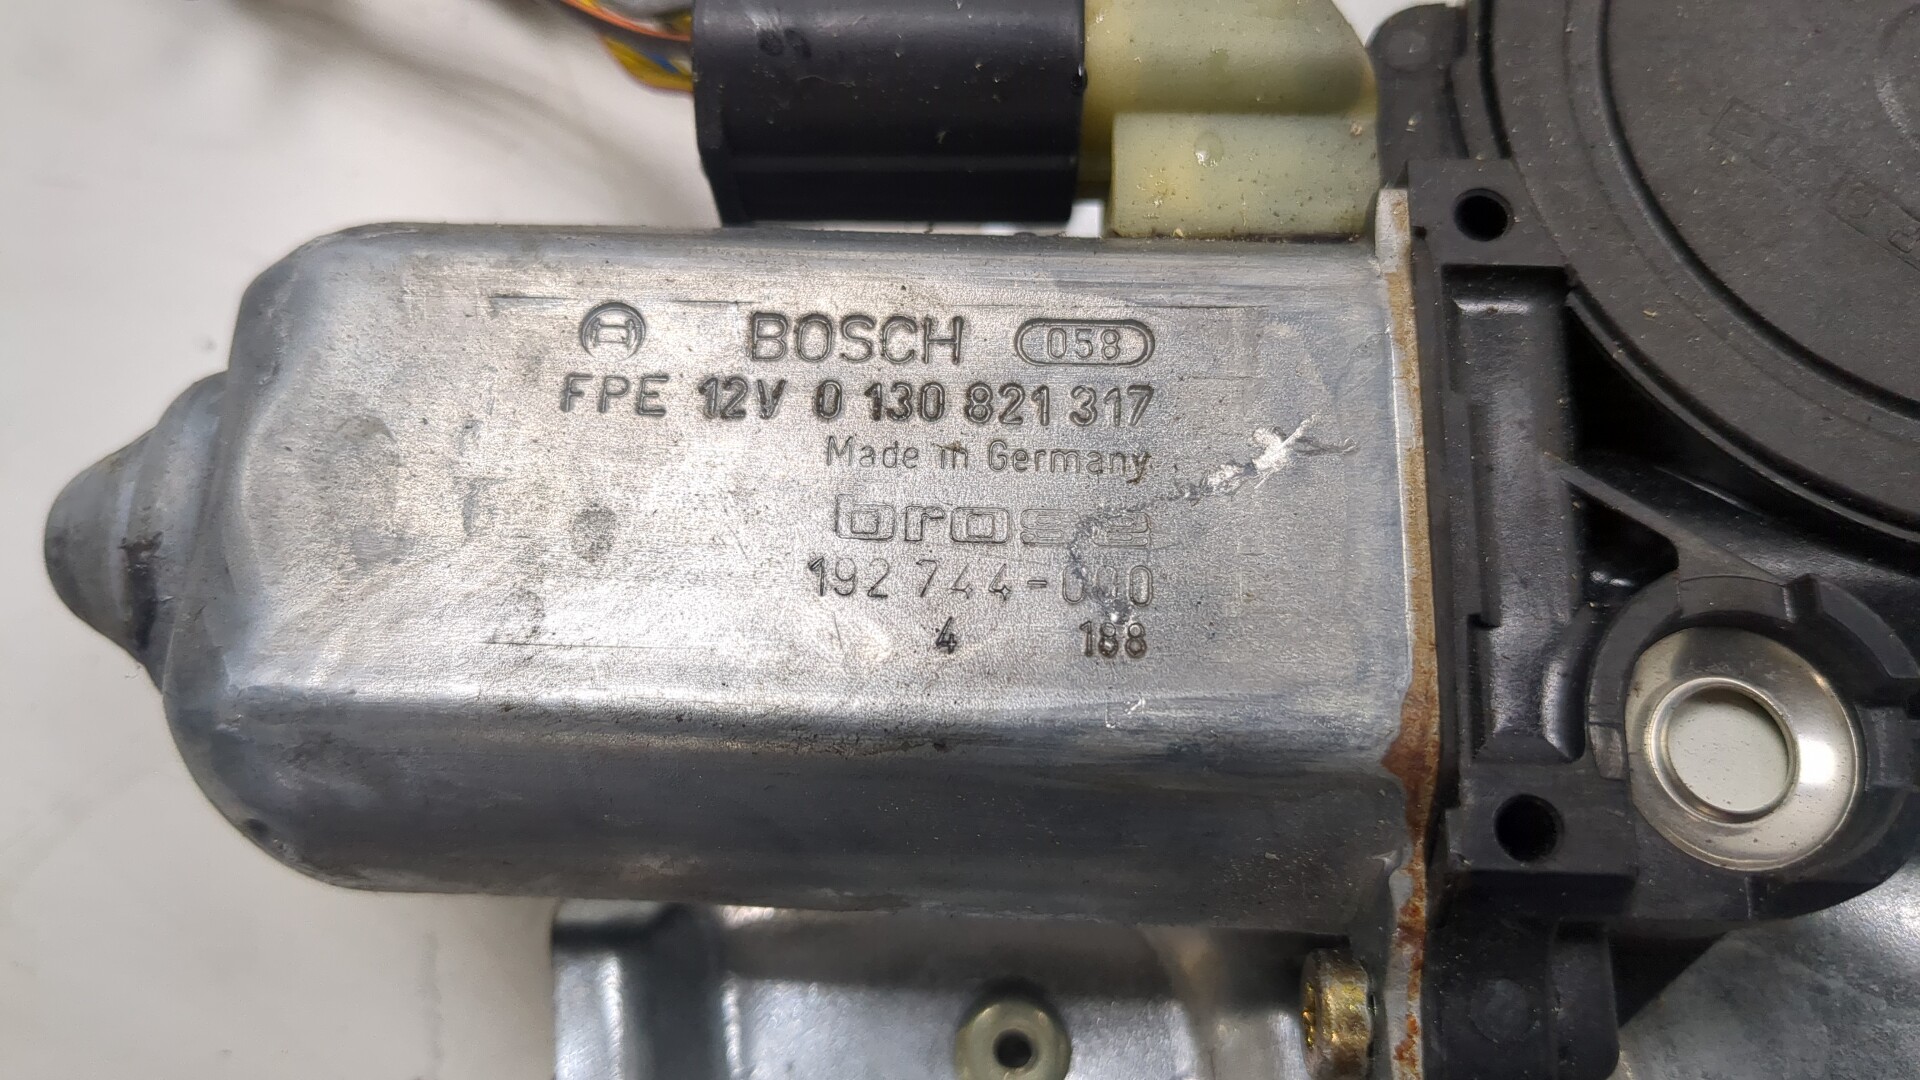 BOSCH 058
FPE 12V 0 130 821 317
Made in Germany
brose
192 744-000
4 188